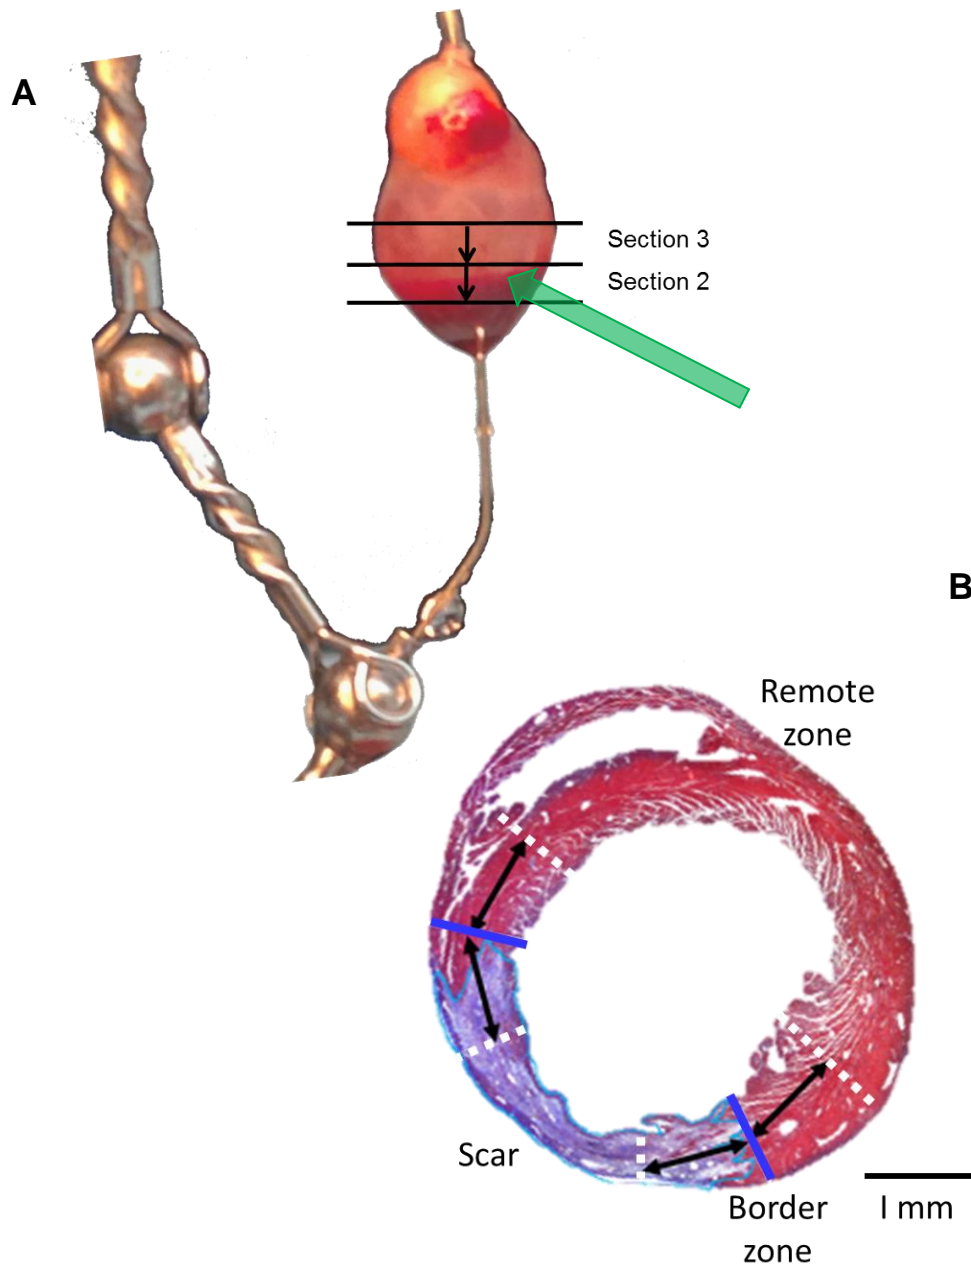 A
Section 3
Section 2
B
Remote
zone
Scar
Border
zone
I mm